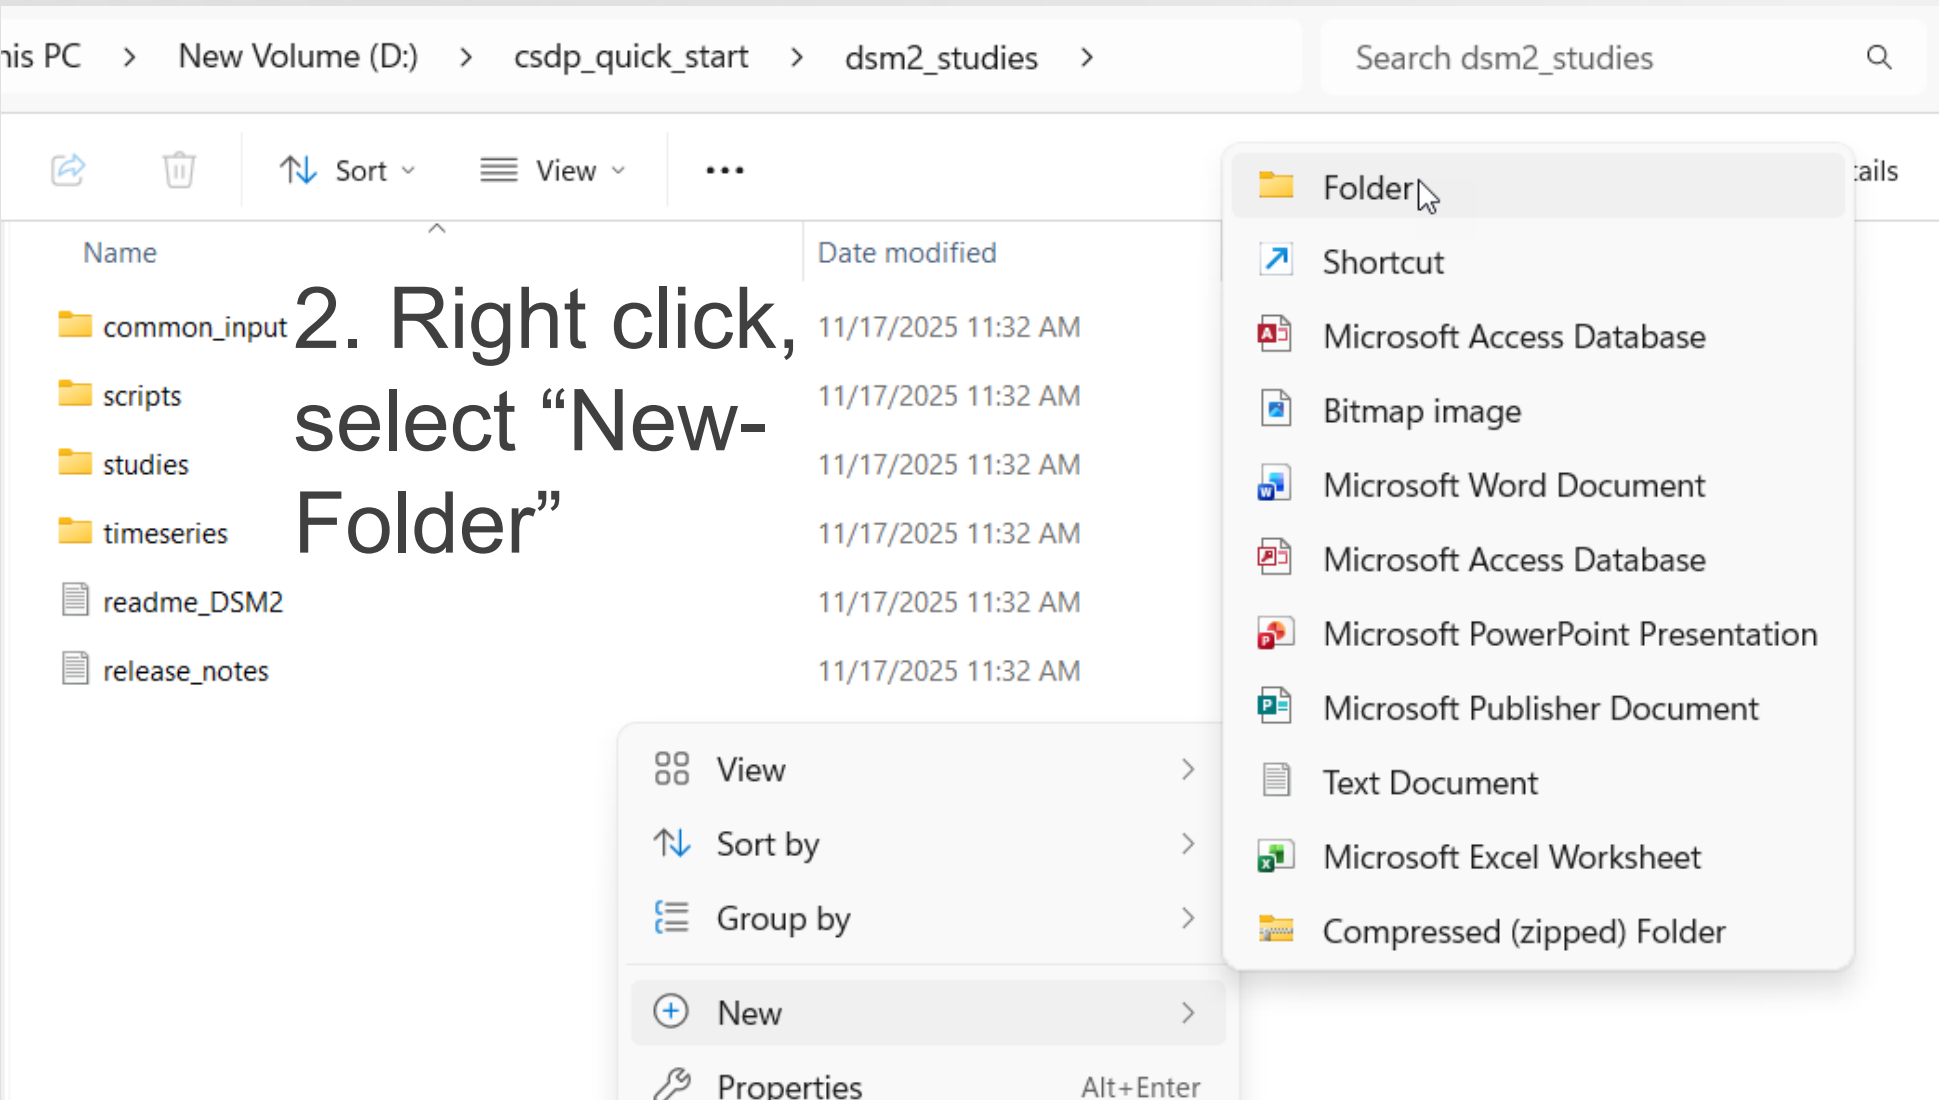 his PC > New Volume (D:) > csdp_quick_start > dsm2_studies >
Search dsm2_studies
Sort
View
Name
Date modified
common_input 11/17/2025 11:32 AM
scripts 11/17/2025 11:32 AM
studies 11/17/2025 11:32 AM
timeseries 11/17/2025 11:32 AM
readme_DSM2 11/17/2025 11:32 AM
release_notes 11/17/2025 11:32 AM
2. Right click,
select “New-
Folder”
View
Sort by
Group by
New
Properties Alt+Enter
Folder
Shortcut
Microsoft Access Database
Bitmap image
Microsoft Word Document
Microsoft Access Database
Microsoft PowerPoint Presentation
Microsoft Publisher Document
Text Document
Microsoft Excel Worksheet
Compressed (zipped) Folder
ails